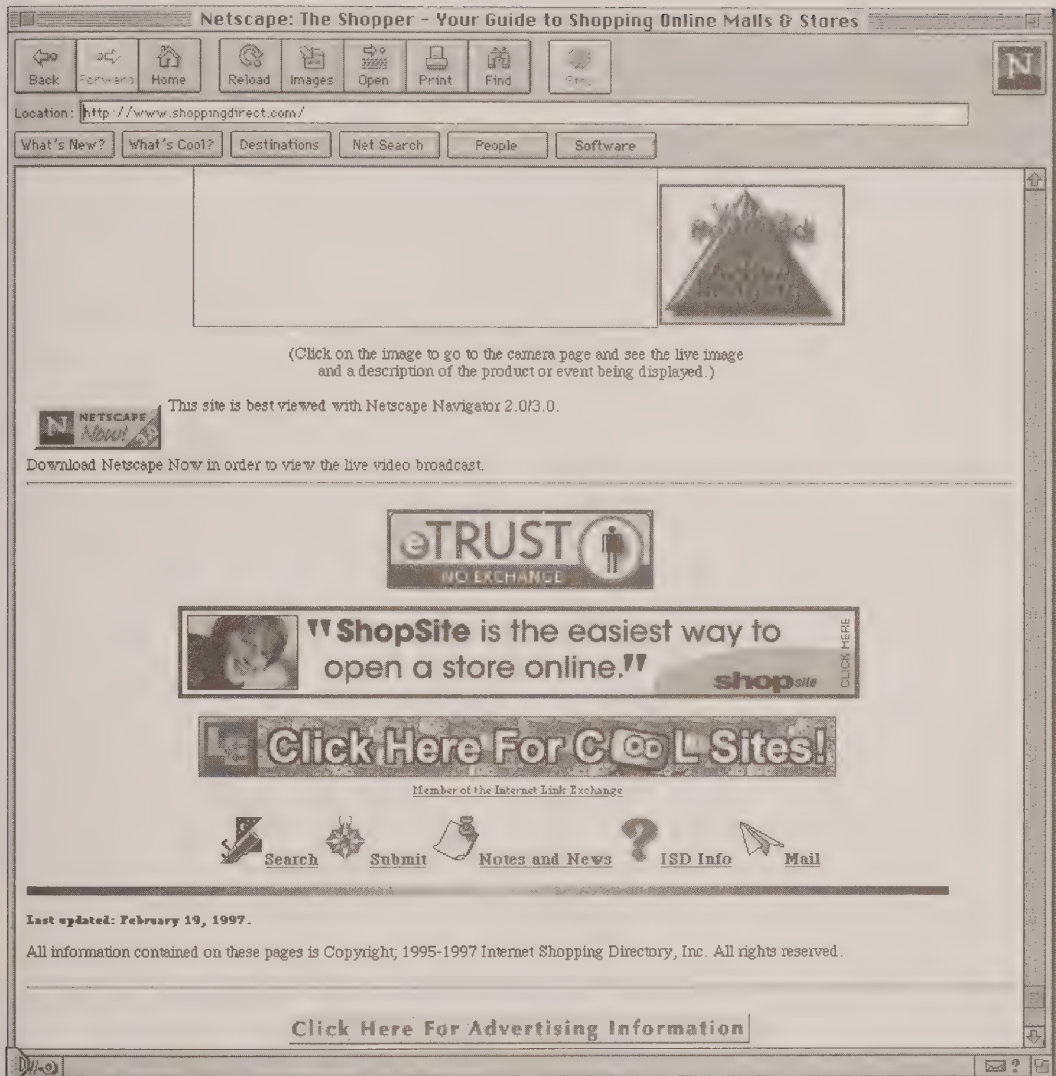 Netscape: The Shopper - Your Guide to Shopping Online Malls & Stores
Back Forward Home Reload Images Open Print Find Stop
N
Location: http://www.shoppingdirect.com/
What's New? What's Cool? Destinations Net Search People Software
(Click on the image to go to the camera page and see the live image
and a description of the product or event being displayed.)
This site is best viewed with Netscape Navigator 2.0/3.0.
N NETSCAPE
Now! 3.0
Download Netscape Now in order to view the live video broadcast.
eTRUST
NO EXCHANGE
"ShopSite is the easiest way to
open a store online."
shopsite
CLICK HERE
Click Here For COOL Sites!
Member of the Internet Link Exchange
Search Submit Notes and News ISD Info Mail
Last updated: February 19, 1997.
All information contained on these pages is Copyright; 1995-1997 Internet Shopping Directory, Inc. All rights reserved.
Click Here For Advertising Information